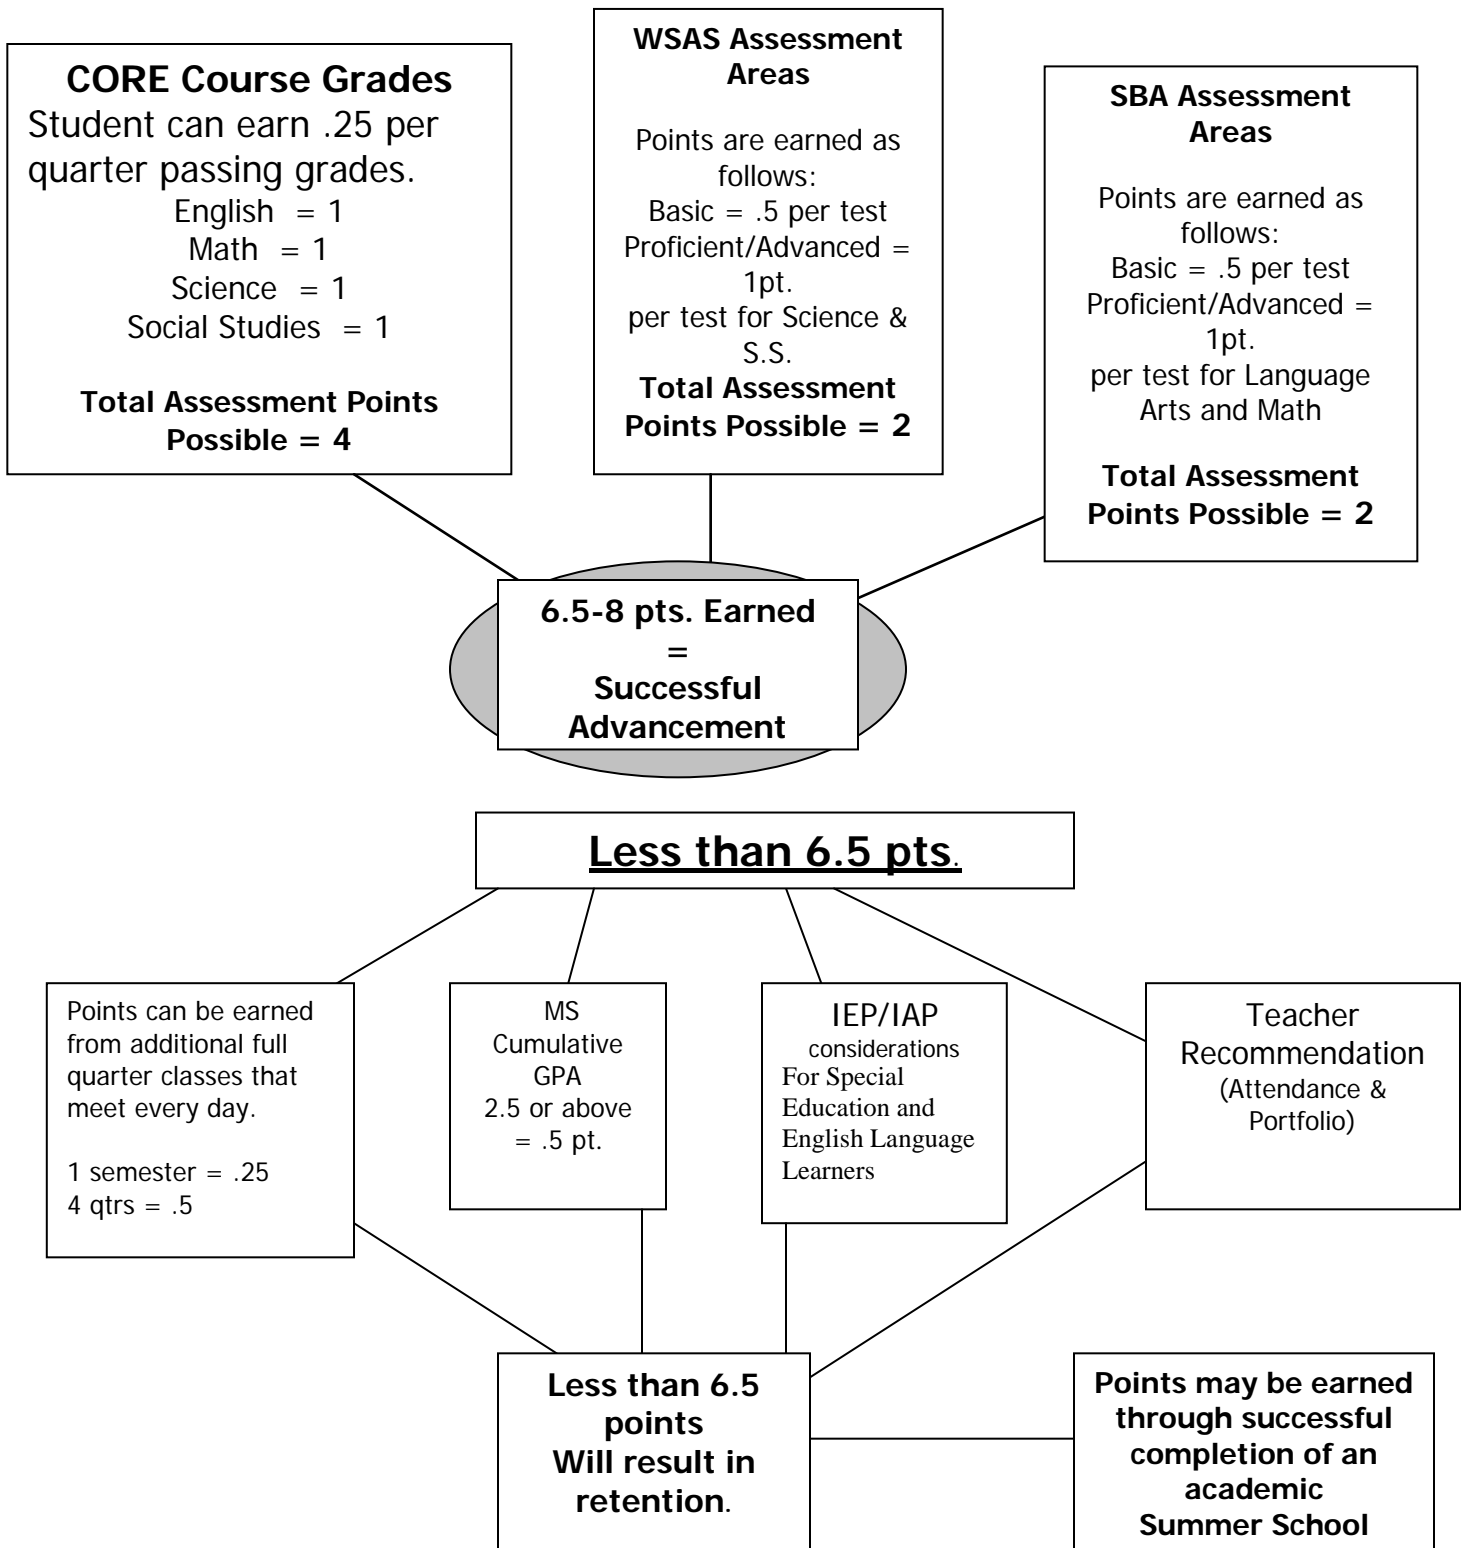 CORE Course Grades
Student can earn .25 per
quarter passing grades.
English = 1
Math = 1
Science = 1
Social Studies = 1
Total Assessment Points
Possible = 4
WSAS Assessment
Areas
Points are earned as
follows:
Basic = .5 per test
Proficient/Advanced =
1pt.
per test for Science &
S.S.
Total Assessment
Points Possible = 2
SBA Assessment
Areas
Points are earned as
follows:
Basic = .5 per test
Proficient/Advanced =
1pt.
per test for Language
Arts and Math
Total Assessment
Points Possible = 2
6.5-8 pts. Earned
=
Successful
Advancement
Less than 6.5 pts.
Points can be earned
from additional full
quarter classes that
meet every day.
1 semester = .25
4 qtrs = .5
MS
Cumulative
GPA
2.5 or above
= .5 pt.
IEP/IAP
considerations
For Special
Education and
English Language
Learners
Teacher
Recommendation
(Attendance &
Portfolio)
Less than 6.5
points
Will result in
retention.
Points may be earned
through successful
completion of an
academic
Summer School